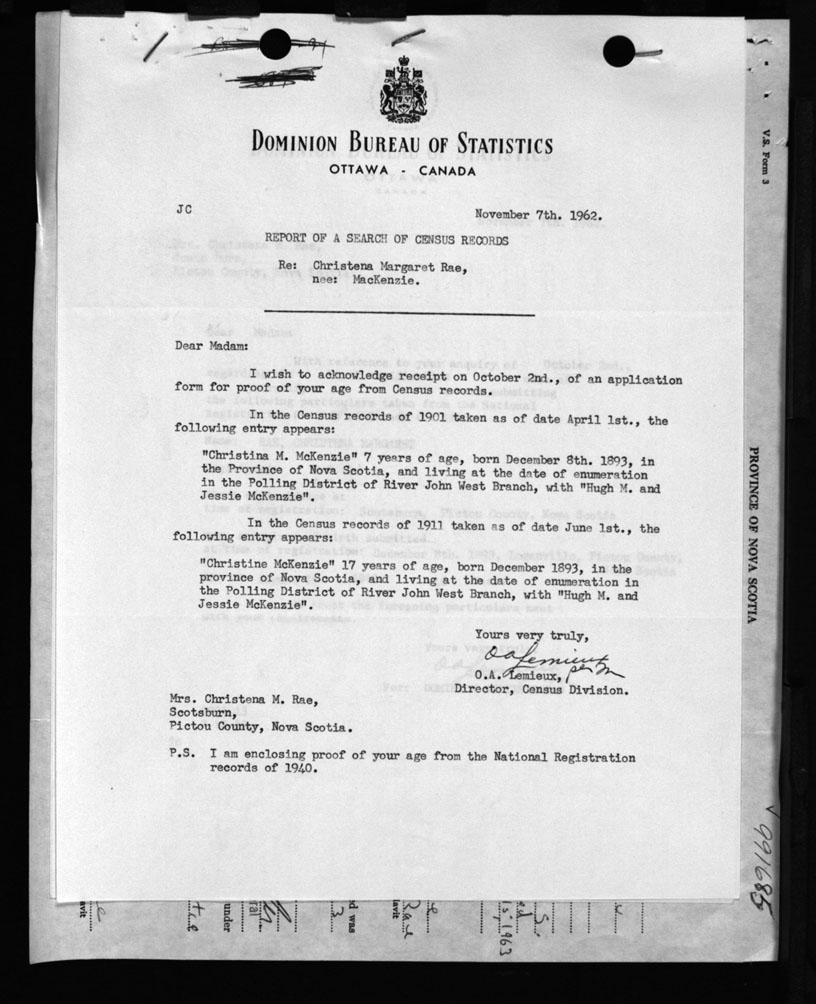 DOMINION BUREAU OF STATISTICS
OTTAWA - CANADA
JC
November 7th. 1962.
REPORT OF A SEARCH OF CENSUS RECORDS
Re: Christena Margaret Rae,
nee: MacKenzie.
Dear Madam:
I wish to acknowledge receipt on October 2nd., of an application
form for proof of your age from Census records.
In the Census records of 1901 taken as of date April 1st., the
following entry appears:
"Christina M. McKenzie" 7 years of age, born December 8th. 1893, in
the Province of Nova Scotia, and living at the date of enumeration
in the Polling District of River John West Branch, with "Hugh M. and
Jessie McKenzie".
In the Census records of 1911 taken as of date June 1st., the
following entry appears:
"Christine McKenzie" 17 years of age, born December 1893, in the
province of Nova Scotia, and living at the date of enumeration in
the Polling District of River John West Branch, with "Hugh M. and
Jessie McKenzie".
Yours very truly,
OALemieux
per
O.A. Lemieux,
Director, Census Division.
Mrs. Christena M. Rae,
Scotsburn,
Pictou County, Nova Scotia.
P.S. I am enclosing proof of your age from the National Registration
records of 1940.
V.S. Form 3
PROVINCE OF NOVA SCOTIA
991685
under
d was
3
lavit
Rae
1963